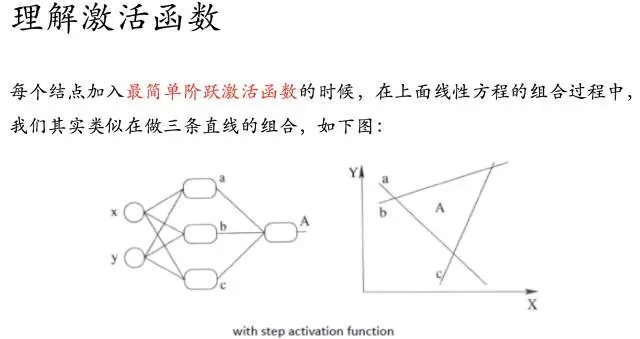 理解激活函数
每个结点加入最简单阶跃激活函数的时候，在上面线性方程的组合过程中，
我们其实类似在做三条直线的组合，如下图：
a
x
b
A
y
c
Y
a
b
A
c
X
with step activation function